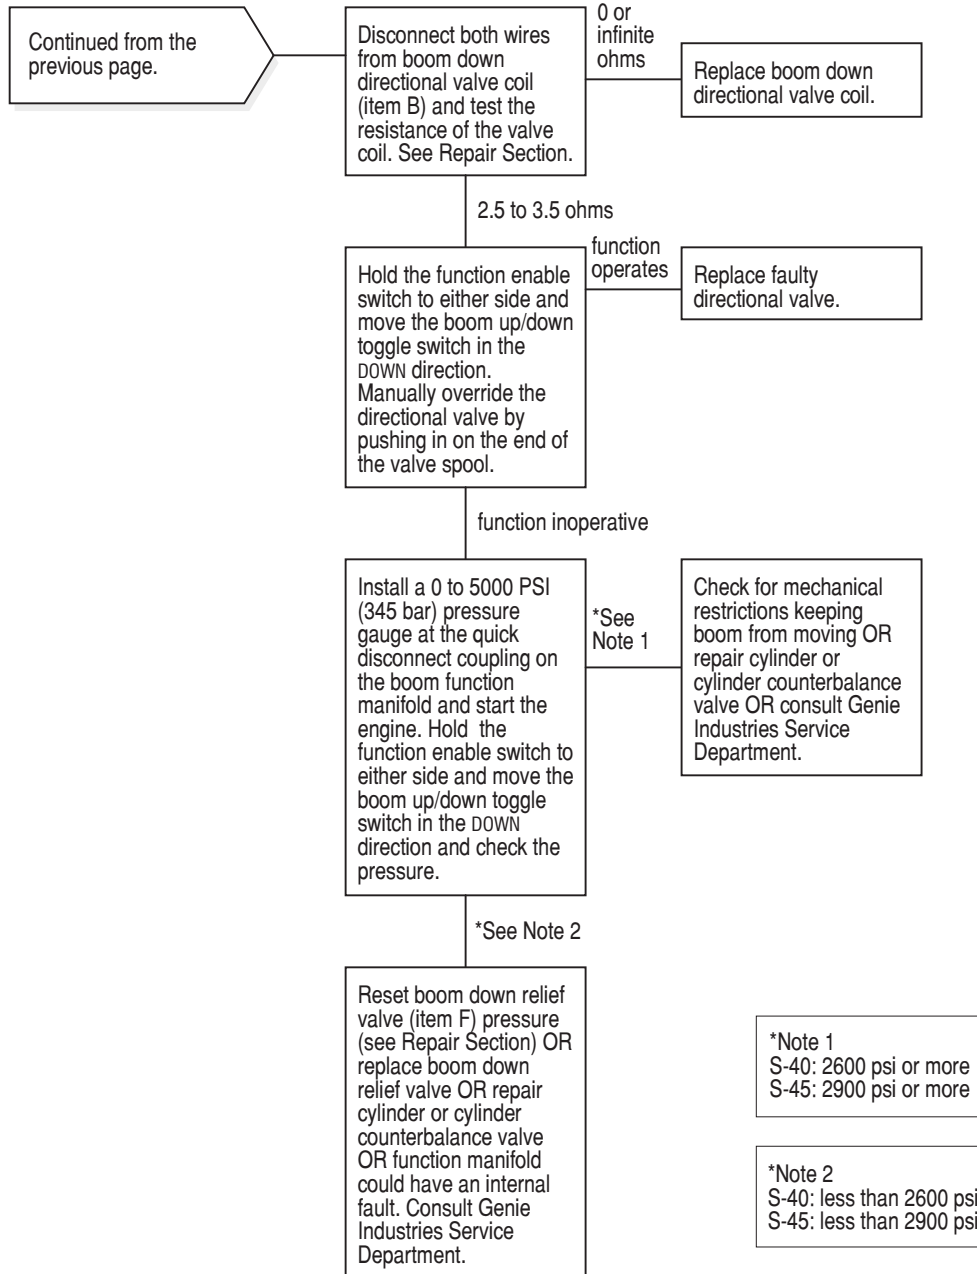 Continued from the
previous page.
Disconnect both wires
from boom down
directional valve coil
(item B) and test the
resistance of the valve
coil. See Repair Section.
0 or
infinite
ohms
Replace boom down
directional valve coil.
2.5 to 3.5 ohms
Hold the function enable
switch to either side and
move the boom up/down
toggle switch in the
DOWN direction.
Manually override the
directional valve by
pushing in on the end of
the valve spool.
function
operates
Replace faulty
directional valve.
function inoperative
Install a 0 to 5000 PSI
(345 bar) pressure
gauge at the quick
disconnect coupling on
the boom function
manifold and start the
engine. Hold the
function enable switch to
either side and move the
boom up/down toggle
switch in the DOWN
direction and check the
pressure.
*See
Note 1
Check for mechanical
restrictions keeping
boom from moving OR
repair cylinder or
cylinder counterbalance
valve OR consult Genie
Industries Service
Department.
*See Note 2
Reset boom down relief
valve (item F) pressure
(see Repair Section) OR
replace boom down
relief valve OR repair
cylinder or cylinder
counterbalance valve
OR function manifold
could have an internal
fault. Consult Genie
Industries Service
Department.
*Note 1
S-40: 2600 psi or more
S-45: 2900 psi or more
*Note 2
S-40: less than 2600 psi
S-45: less than 2900 psi